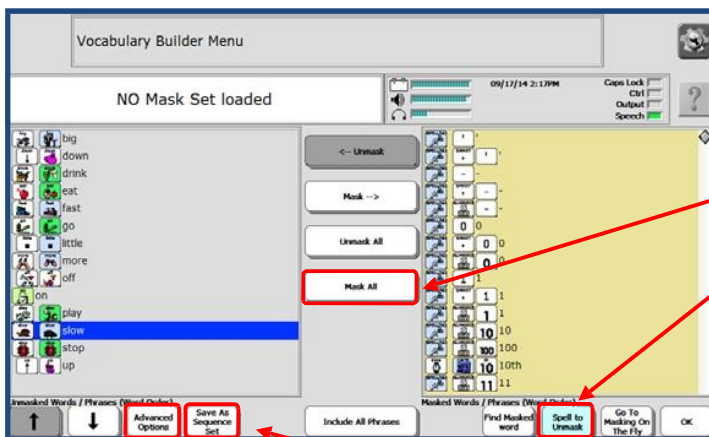 Vocabulary Builder Menu
NO Mask Set loaded
09/17/14 2:17PM
Caps Lock
Ctrl
Output
Speech
?
big
down
drink
eat
fast
go
little
more
off
on
play
slow
stop
up
<-- Unmask
Mask -->
Unmask All
Mask All
' '
' '
- -
- -
- -
0 0
0 0
0 0
1 1
1 1
1 1
10 10
100 100
10 10th
11 11
Unmasked Words / Phrases (Word Order)
Masked Words / Phrases (Word Order)
Advanced Options
Save As Sequence Set
Include All Phrases
Find Masked word
Spell to Unmask
Go To Masking On The Fly
OK